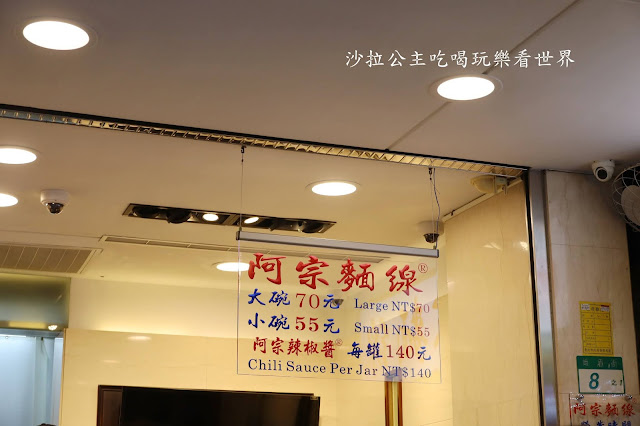 沙拉公主吃喝玩樂看世界
阿宗麵線®
大碗70元 Large NT$70
小碗55元 Small NT$55
阿宗辣椒醬® 每罐140元
Chili Sauce Per Jar NT$140
8
阿宗麵線